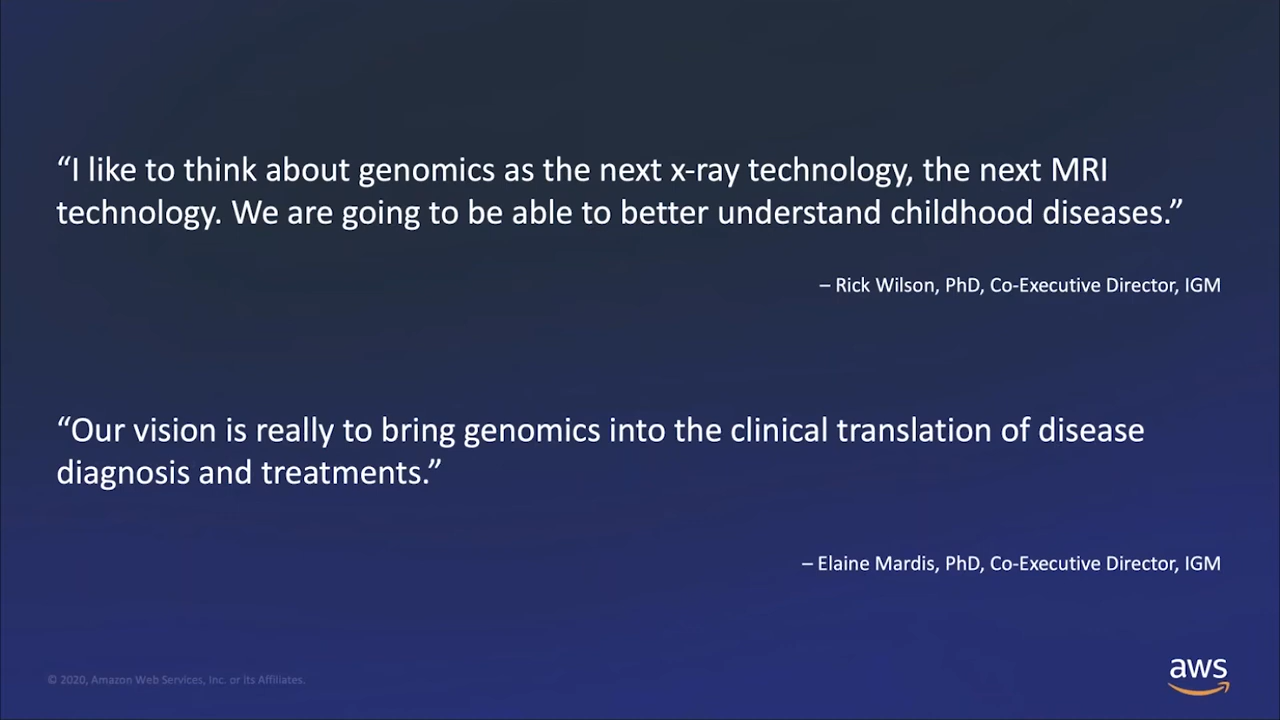 “I like to think about genomics as the next x-ray technology, the next MRI
technology. We are going to be able to better understand childhood diseases.”
– Rick Wilson, PhD, Co-Executive Director, IGM
“Our vision is really to bring genomics into the clinical translation of disease
diagnosis and treatments.”
– Elaine Mardis, PhD, Co-Executive Director, IGM
© 2020, Amazon Web Services, Inc. or its Affiliates.
aws